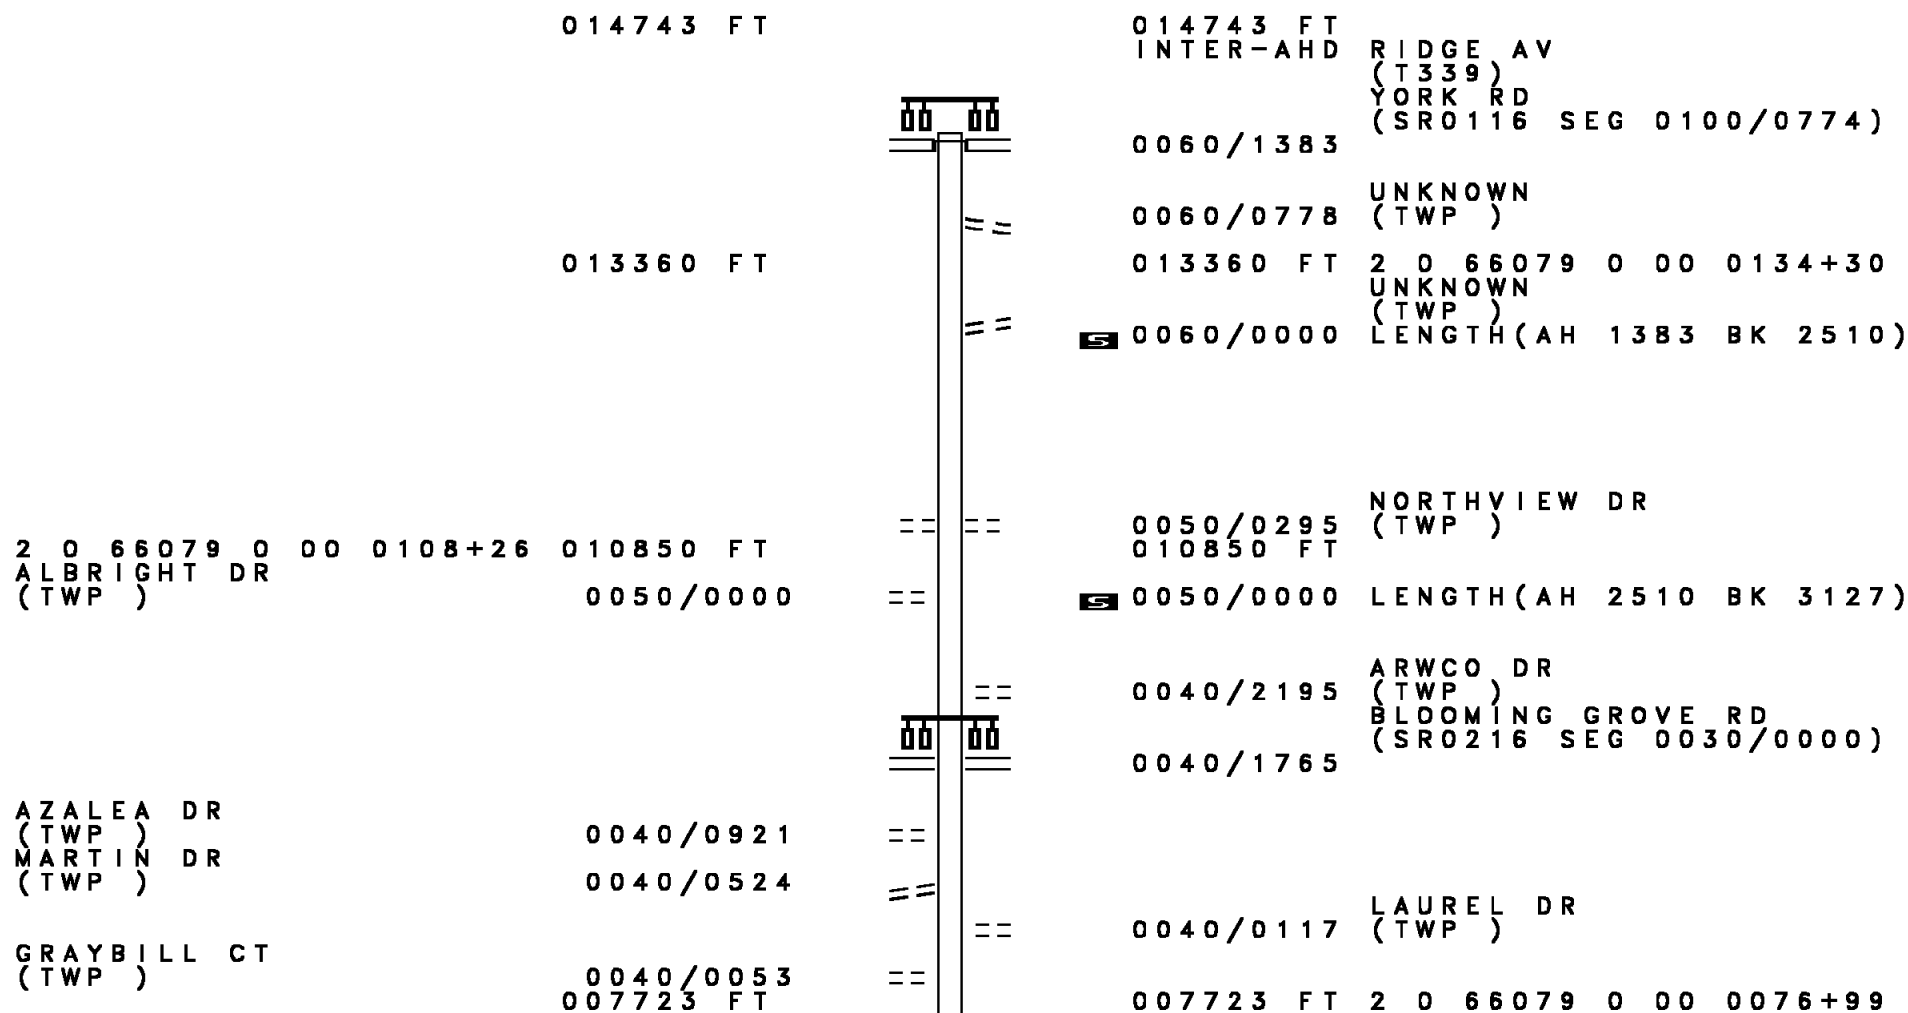 014743 FT 014743 FT
INTER-AHD RIDGE AV
(T339)
YORK RD
(SR0116 SEG 0100/0774)
0060/1383
UNKNOWN
0060/0778 (TWP )
013360 FT 013360 FT 2 0 66079 0 00 0134+30
UNKNOWN
(TWP )
S 0060/0000 LENGTH(AH 1383 BK 2510)
NORTHVIEW DR
0050/0295 (TWP )
2 0 66079 0 00 0108+26 010850 FT 010850 FT
ALBRIGHT DR
(TWP ) 0050/0000 S 0050/0000 LENGTH(AH 2510 BK 3127)
ARWCO DR
0040/2195 (TWP )
BLOOMING GROVE RD
(SR0216 SEG 0030/0000)
0040/1765
AZALEA DR
(TWP ) 0040/0921
MARTIN DR
(TWP ) 0040/0524
LAUREL DR
0040/0117 (TWP )
GRAYBILL CT
(TWP ) 0040/0053
007723 FT 007723 FT 2 0 66079 0 00 0076+99